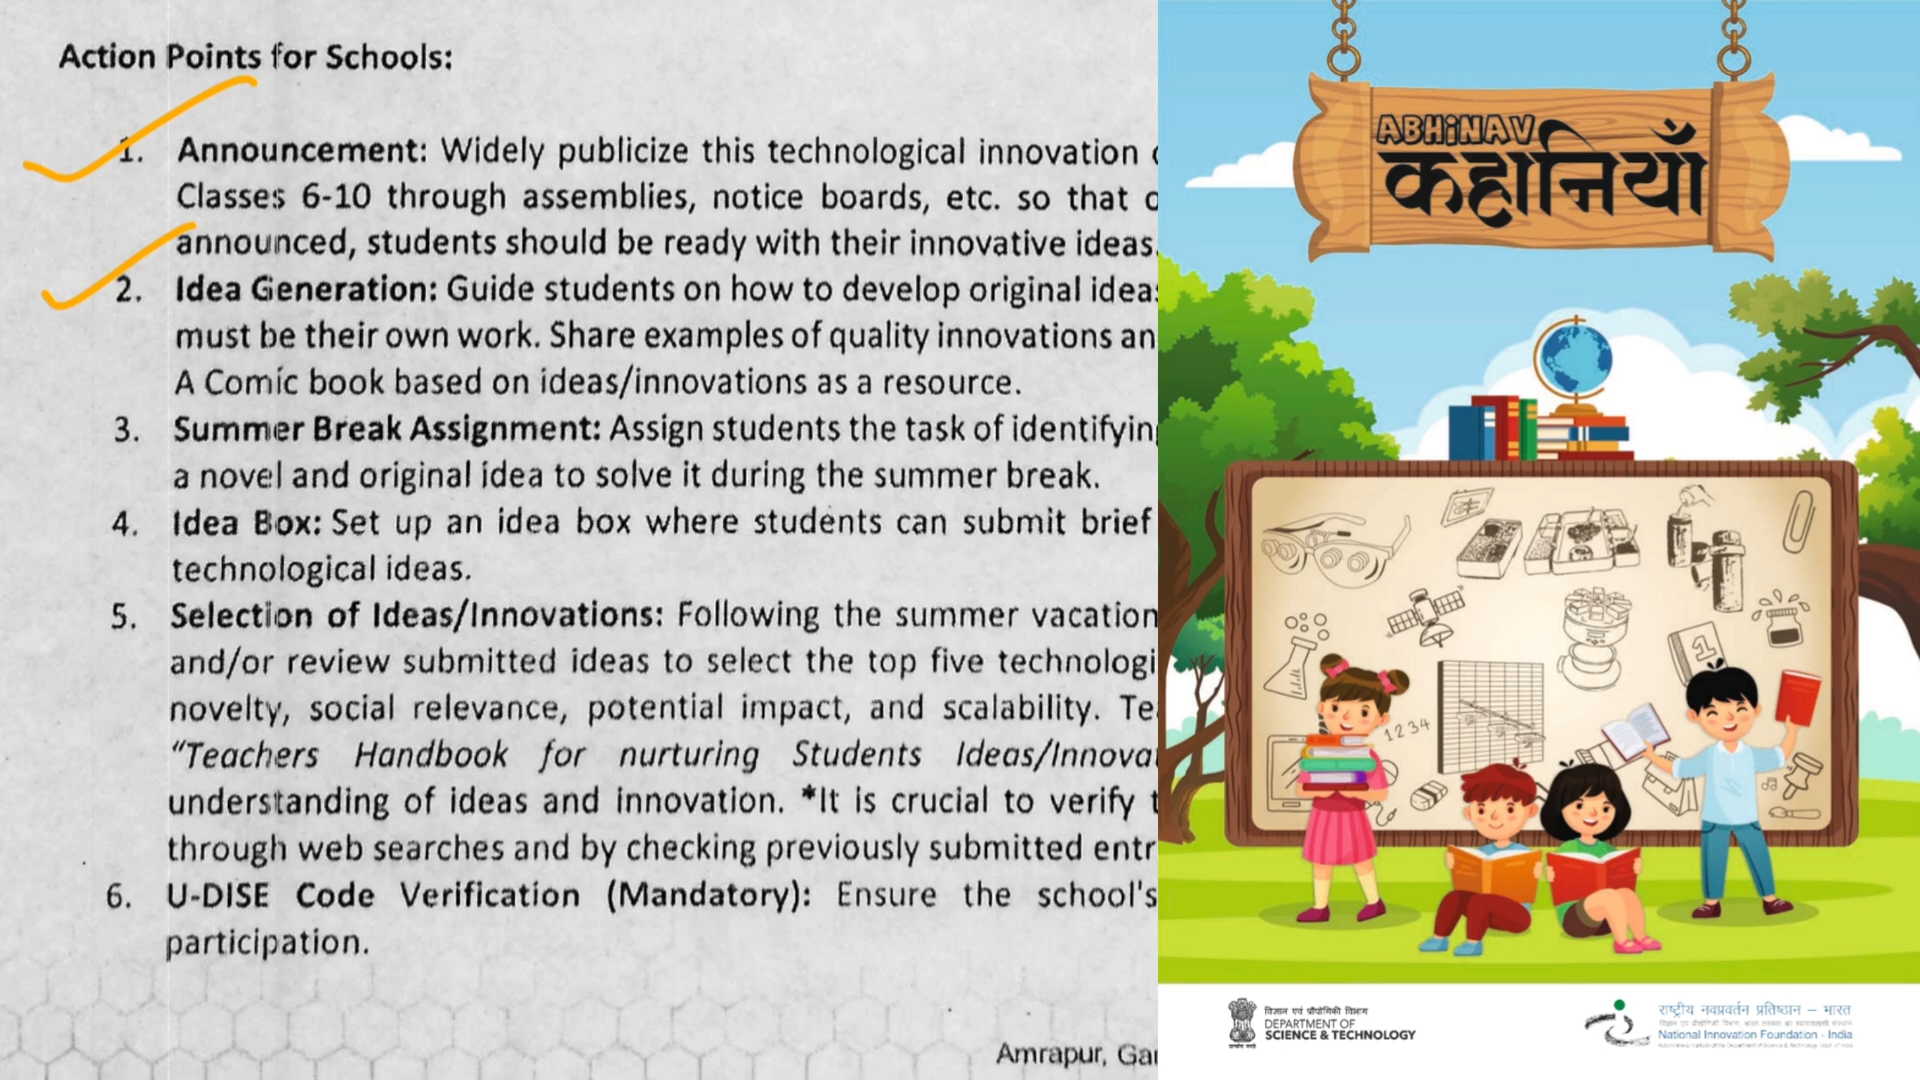 Action Points for Schools:
1. Announcement: Widely publicize this technological innovation
Classes 6-10 through assemblies, notice boards, etc. so that
announced, students should be ready with their innovative ideas.
2. Idea Generation: Guide students on how to develop original idea
must be their own work. Share examples of quality innovations an
A Comic book based on ideas/innovations as a resource.
3. Summer Break Assignment: Assign students the task of identifyin
a novel and original idea to solve it during the summer break.
4. Idea Box: Set up an idea box where students can submit brief
technological ideas.
5. Selection of Ideas/Innovations: Following the summer vacation
and/or review submitted ideas to select the top five technologi
novelty, social relevance, potential impact, and scalability. Te
“Teachers Handbook for nurturing Students Ideas/Innova
understanding of ideas and innovation. *It is crucial to verify
through web searches and by checking previously submitted entr
6. U-DISE Code Verification (Mandatory): Ensure the school's
participation.
Amrapur, Ga
ABHiNAV
कहानियाँ
1
1 2 3 4
विज्ञान एवं प्रौद्योगिकी विभाग
DEPARTMENT OF
SCIENCE & TECHNOLOGY
सत्यमेव जयते
राष्ट्रीय नवप्रवर्तन प्रतिष्ठान – भारत
National Innovation Foundation - India